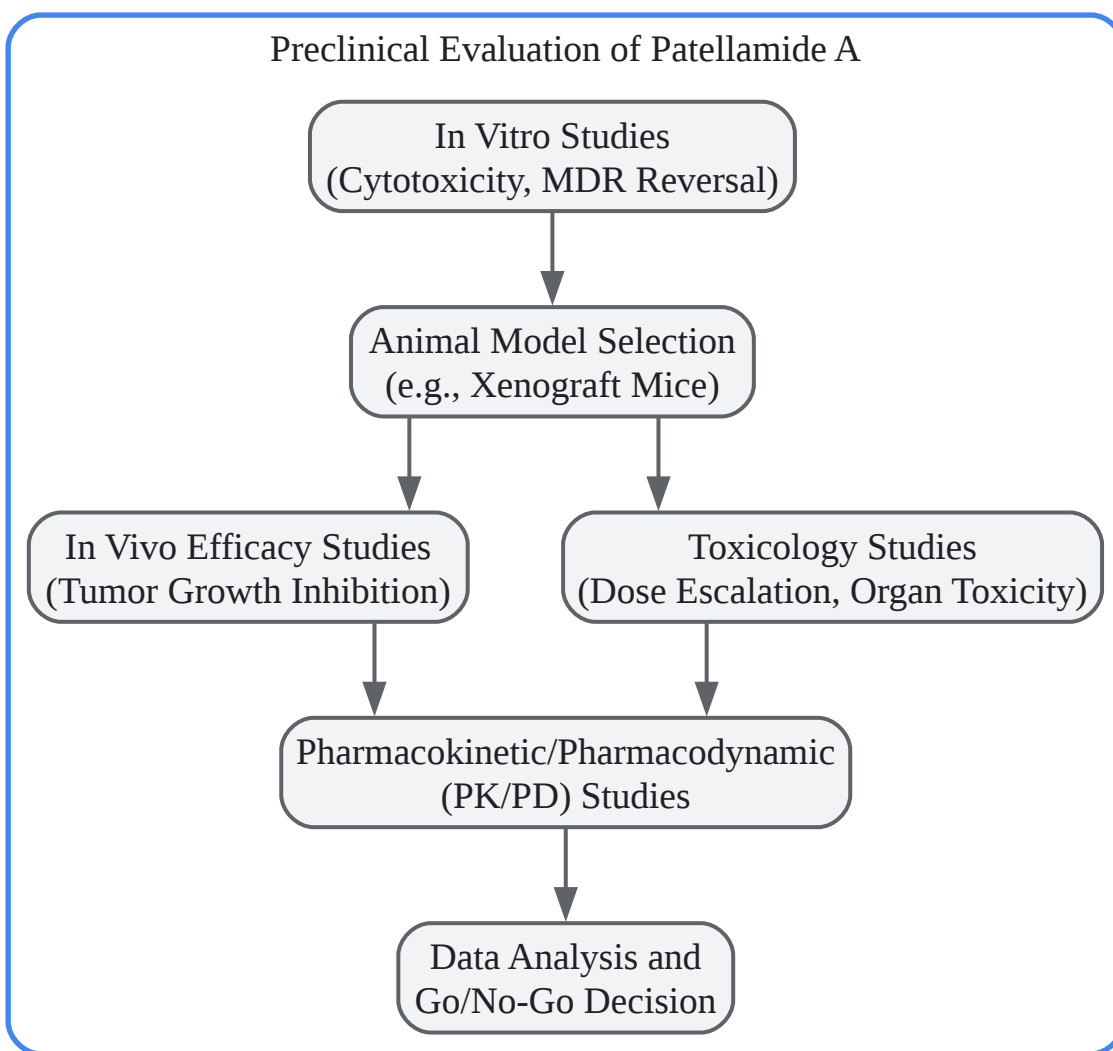 Preclinical Evaluation of Patellamide A
In Vitro Studies
(Cytotoxicity, MDR Reversal)
Animal Model Selection
(e.g., Xenograft Mice)
In Vivo Efficacy Studies
(Tumor Growth Inhibition)
Toxicology Studies
(Dose Escalation, Organ Toxicity)
Pharmacokinetic/Pharmacodynamic
(PK/PD) Studies
Data Analysis and
Go/No-Go Decision